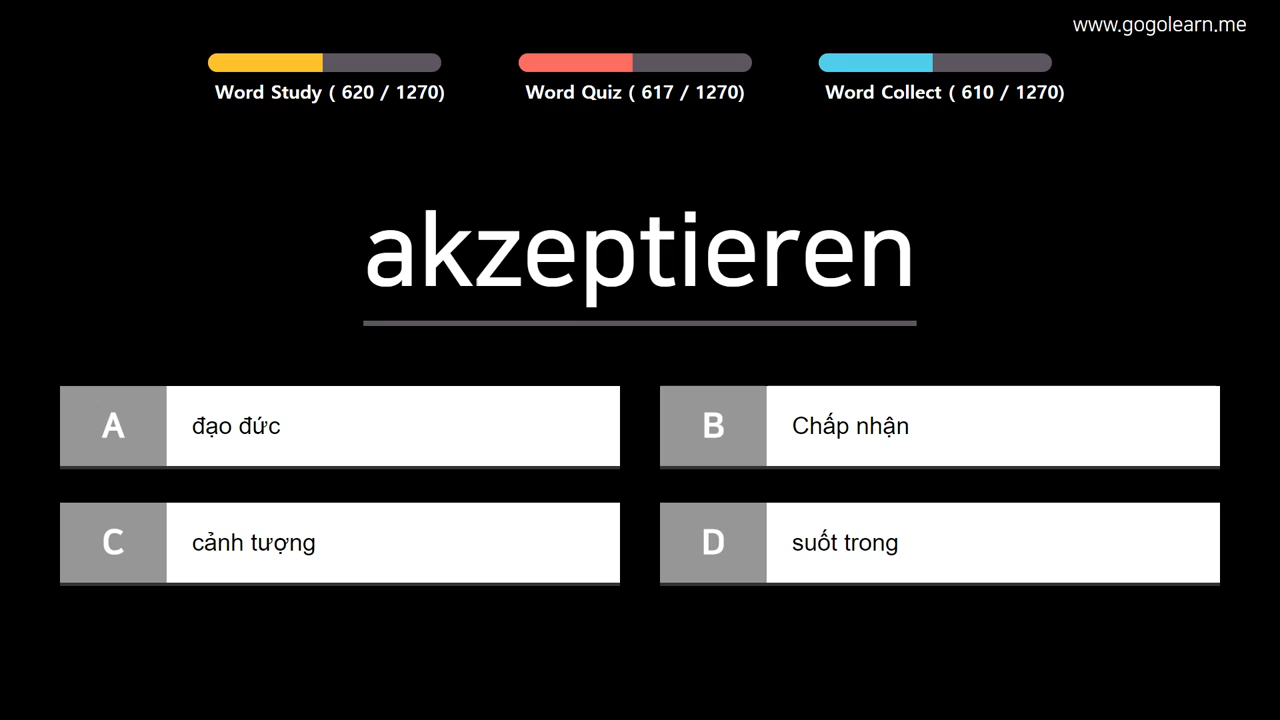 www.gogolearn.me
Word Study ( 620 / 1270)
Word Quiz ( 617 / 1270)
Word Collect ( 610 / 1270)
akzeptieren
A đạo đức
B Chấp nhận
C cảnh tượng
D suốt trong